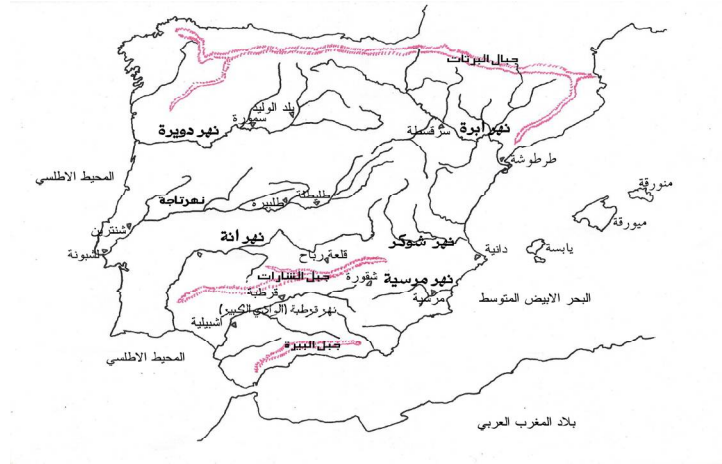 جبال البرتات
بلد الوليد
سمورة
نهر دويرة
سرقسطة
نهر ابرة
طرطوشة
المحيط الاطلسي
منورقة
ميورقة
طليطلة
طلبيرة
نهر تاجة
شنترين
لشبونة
نهر انة
نهر شوكر
دانية
يابسة
قلعة رباح
جبل الشارات
شقورة
نهر مرسية
مرسية
قرطبة
البحر الابيض المتوسط
نهر قرطبة (الوادي الكبير)
اشبيلية
جبل البيرة
المحيط الاطلسي
بلاد المغرب العربي